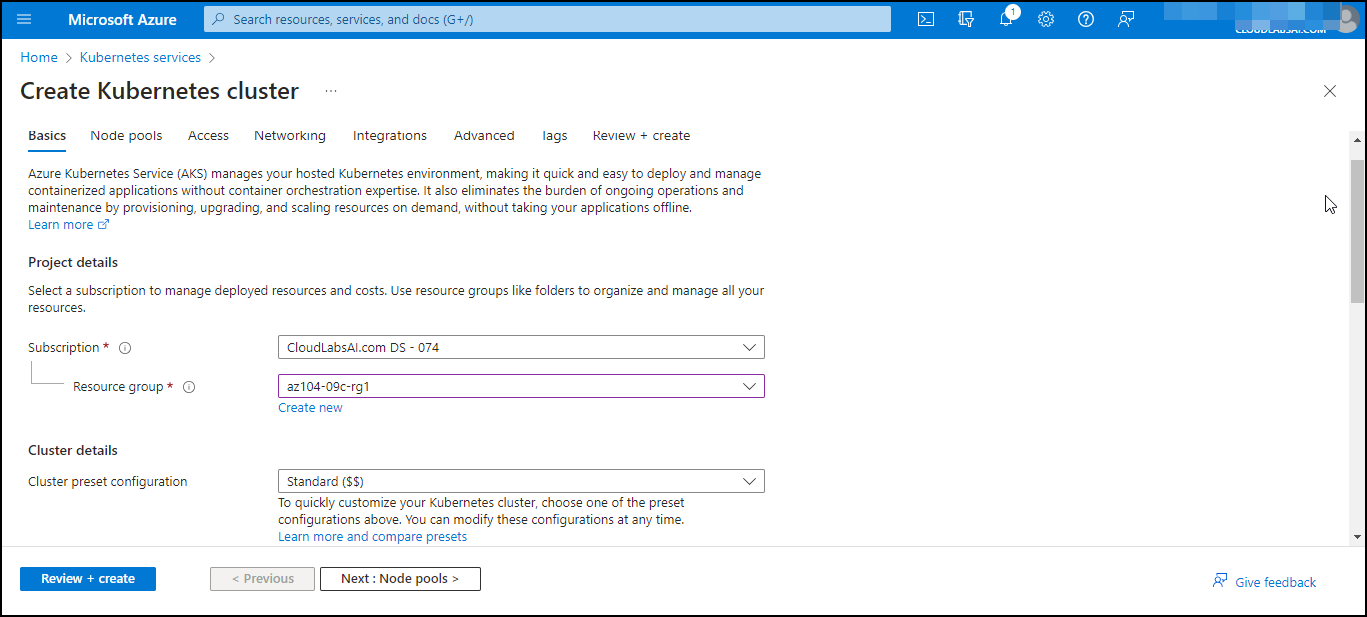 Microsoft Azure
Search resources, services, and docs (G+/)
1
CLOUDLABSAI.COM
Home > Kubernetes services >
Create Kubernetes cluster ...
Basics Node pools Access Networking Integrations Advanced Tags Review + create
Azure Kubernetes Service (AKS) manages your hosted Kubernetes environment, making it quick and easy to deploy and manage
containerized applications without container orchestration expertise. It also eliminates the burden of ongoing operations and
maintenance by provisioning, upgrading, and scaling resources on demand, without taking your applications offline.
Learn more
Project details
Select a subscription to manage deployed resources and costs. Use resource groups like folders to organize and manage all your
resources.
Subscription * CloudLabsAI.com DS - 074
Resource group * az104-09c-rg1
Create new
Cluster details
Cluster preset configuration Standard ($$)
To quickly customize your Kubernetes cluster, choose one of the preset
configurations above. You can modify these configurations at any time.
Learn more and compare presets
Review + create < Previous Next : Node pools > Give feedback